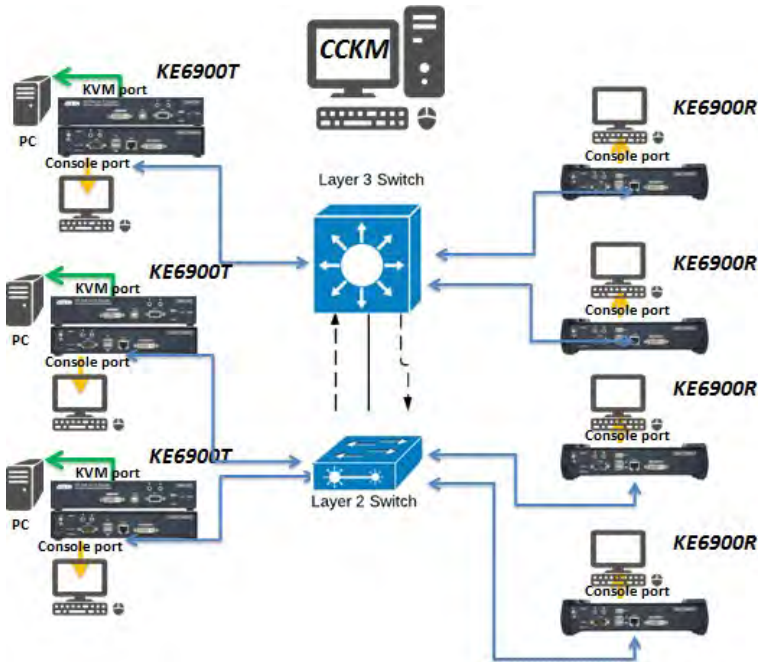 CCKM
KE6900T
KVM port
PC
Console port
KE6900T
KVM port
PC
Console port
KE6900T
KVM port
PC
Console port
Layer 3 Switch
Layer 2 Switch
KE6900R
Console port
KE6900R
Console port
KE6900R
Console port
KE6900R
Console port